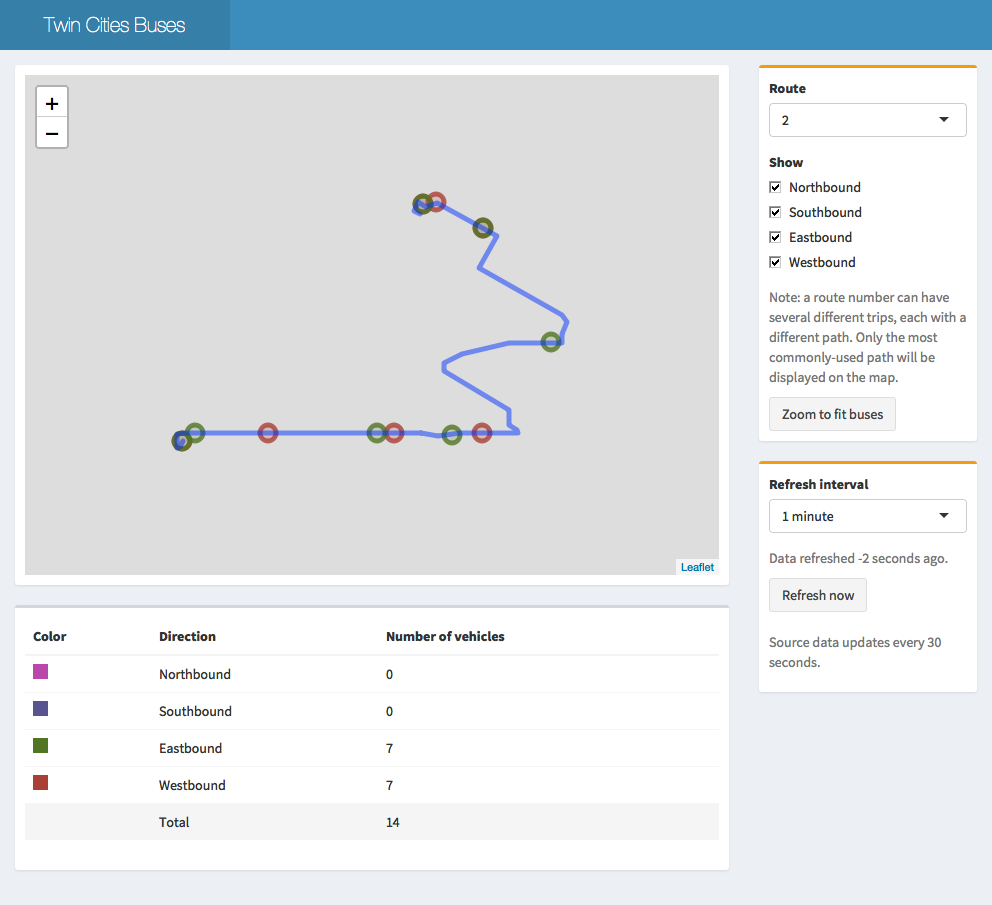 Twin Cities Buses
+
−
Leaflet
Route
2
Show
Northbound
Southbound
Eastbound
Westbound
Note: a route number can have
several different trips, each with a
different path. Only the most
commonly-used path will be
displayed on the map.
Zoom to fit buses
Refresh interval
1 minute
Data refreshed -2 seconds ago.
Refresh now
Source data updates every 30
seconds.
Color Direction Number of vehicles
Northbound 0
Southbound 0
Eastbound 7
Westbound 7
Total 14